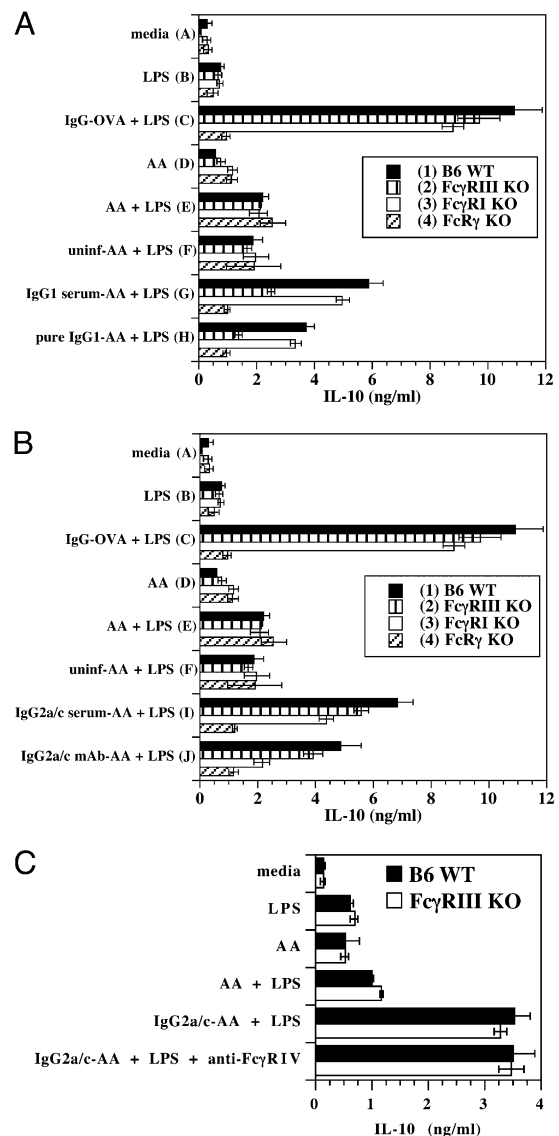 A
media (A)
LPS (B)
IgG-OVA + LPS (C)
AA (D)
AA + LPS (E)
uninf-AA + LPS (F)
IgG1 serum-AA + LPS (G)
pure IgG1-AA + LPS (H)
(1) B6 WT
(2) FcγRIII KO
(3) FcγRI KO
(4) FcRγ KO
0 2 4 6 8 10 12
IL-10 (ng/ml)
B
media (A)
LPS (B)
IgG-OVA + LPS (C)
AA (D)
AA + LPS (E)
uninf-AA + LPS (F)
IgG2a/c serum-AA + LPS (I)
IgG2a/c mAb-AA + LPS (J)
(1) B6 WT
(2) FcγRIII KO
(3) FcγRI KO
(4) FcRγ KO
0 2 4 6 8 10 12
IL-10 (ng/ml)
C
media
LPS
AA
AA + LPS
IgG2a/c-AA + LPS
IgG2a/c-AA + LPS + anti-FcγRIV
B6 WT
FcγRIII KO
0 1 2 3 4
IL-10 (ng/ml)